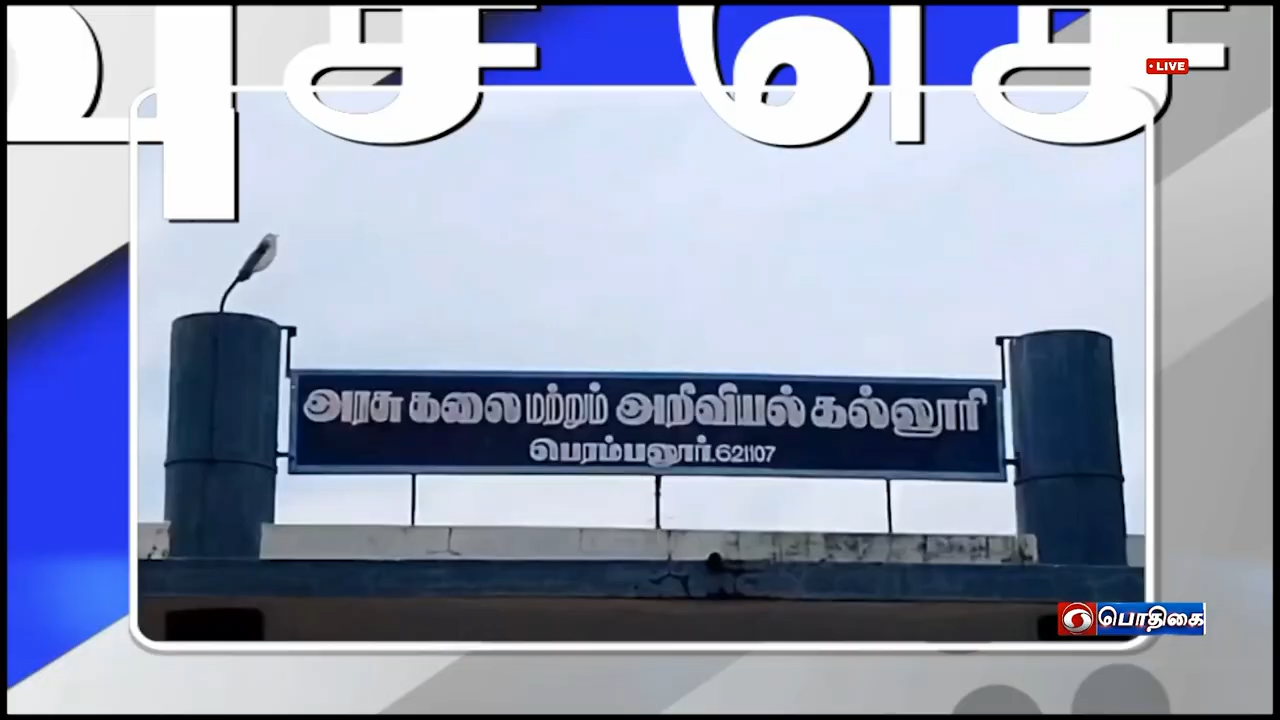 LIVE
அரசு கலை மற்றும் அறிவியல் கல்லூரி
பெரம்பலூர்.621107
பொதிகை